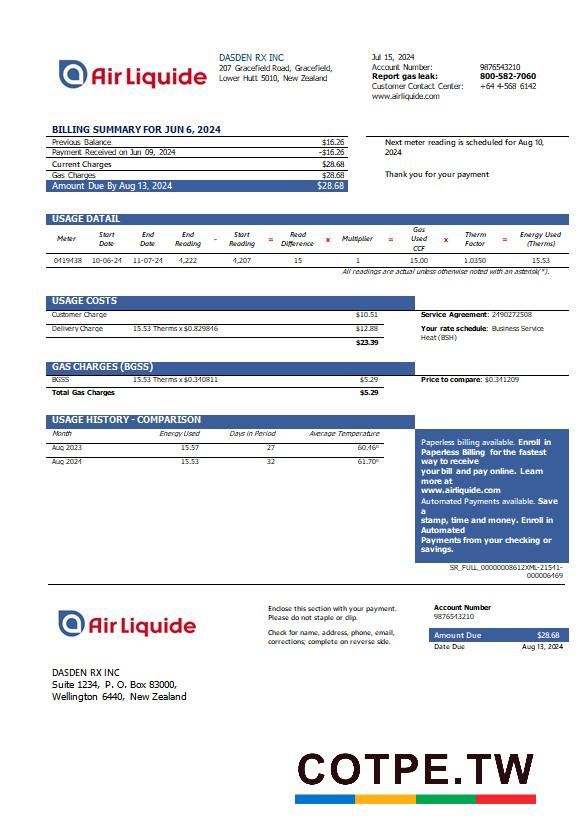 Air Liquide
DASDEN RX INC
207 Gracefield Road, Gracefield,
Lower Hutt 5010, New Zealand
Jul 15, 2024
Account Number: 9876543210
Report gas leak: 800-582-7060
Customer Contact Center: +64 4-568 6142
www.airliquide.com
BILLING SUMMARY FOR JUN 6, 2024
Previous Balance $16.26
Payment Received on Jun 09, 2024 -$16.26
Current Charges $28.68
Gas Charges $28.68
Amount Due By Aug 13, 2024 $28.68
Next meter reading is scheduled for Aug 10,
2024
Thank you for your payment
USAGE DATAIL
Meter Start Date End Date End Reading - Start Reading = Read Difference x Multiplier = Gas Used CCF x Therm Factor = Energy Used (Therms)
0419438 10-06-24 11-07-24 4,222 4,207 15 1 15.00 1.0350 15.53
All readings are actual unless otherwise noted with an asterisk(*).
USAGE COSTS
Customer Charge $10.51
Delivery Charge 15.53 Therms x $0.829846 $12.88
$23.39
Service Agreement: 2490272508
Your rate schedule: Business Service
Heat (BSH)
GAS CHARGES (BGSS)
BGSS 15.53 Therms x $0.340811 $5.29
Total Gas Charges $5.29
Price to compare: $0.341209
USAGE HISTORY - COMPARISON
Month Energy Used Days in Period Average Temperature
Aug 2023 15.57 27 60.46º
Aug 2024 15.53 32 61.70º
Paperless billing available. Enroll in
Paperless Billing for the fastest
way to receive
your bill and pay online. Learn
more at
www.airliquide.com
Automated Payments available. Save
a
stamp, time and money. Enroll in
Automated
Payments from your checking or
savings.
SR_FULL_00000008612XML-21541-
000006469
Air Liquide
Enclose this section with your payment.
Please do not staple or clip.
Check for name, address, phone, email,
corrections; complete on reverse side.
Account Number
9876543210
Amount Due $28.68
Date Due Aug 13, 2024
DASDEN RX INC
Suite 1234, P. O. Box 83000,
Wellington 6440, New Zealand
COTPE.TW